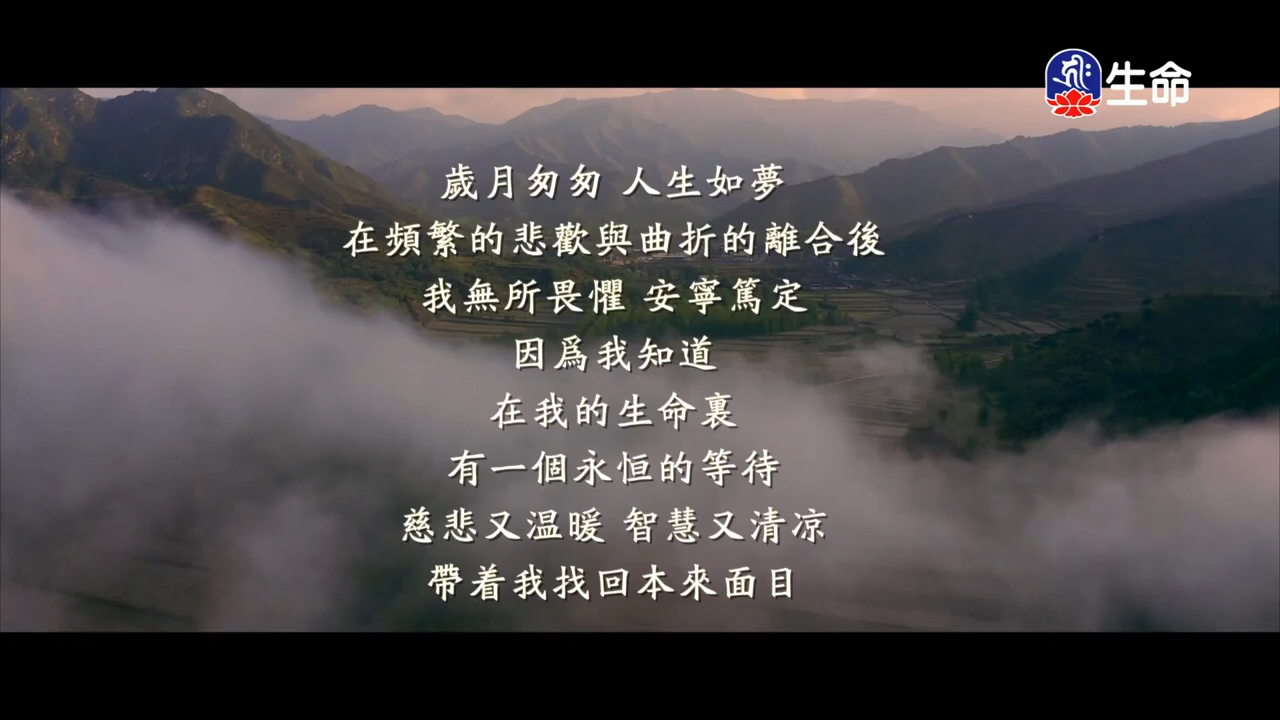 生命
歲月匆匆 人生如夢
在頻繁的悲歡與曲折的離合後
我無所畏懼 安寧篤定
因爲我知道
在我的生命裏
有一個永恒的等待
慈悲又温暖 智慧又清凉
帶着我找回本來面目